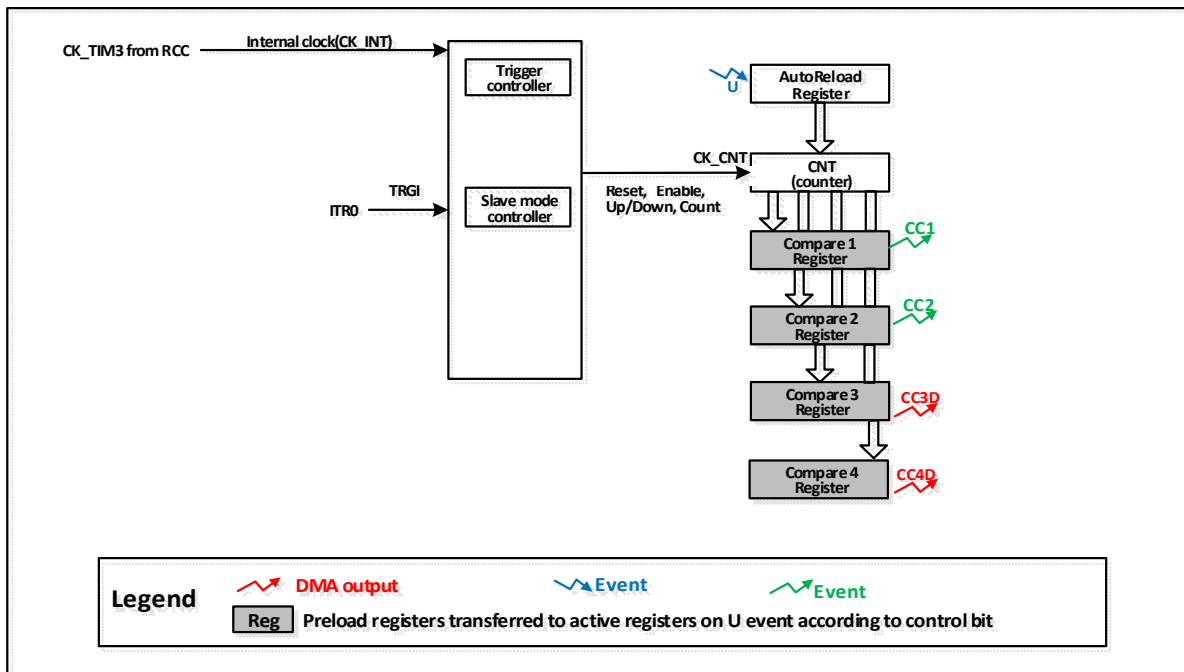 CK_TIM3 from RCC
Internal clock(CK_INT)
Trigger
controller
U
AutoReload
Register
CK_CNT
CNT
(counter)
TRGI
ITR0
Slave mode
controller
Reset, Enable,
Up/Down, Count
Compare 1
Register
CC1
Compare 2
Register
CC2
Compare 3
Register
CC3D
Compare 4
Register
CC4D
Legend
DMA output
Event
Event
Reg
Preload registers transferred to active registers on U event according to control bit